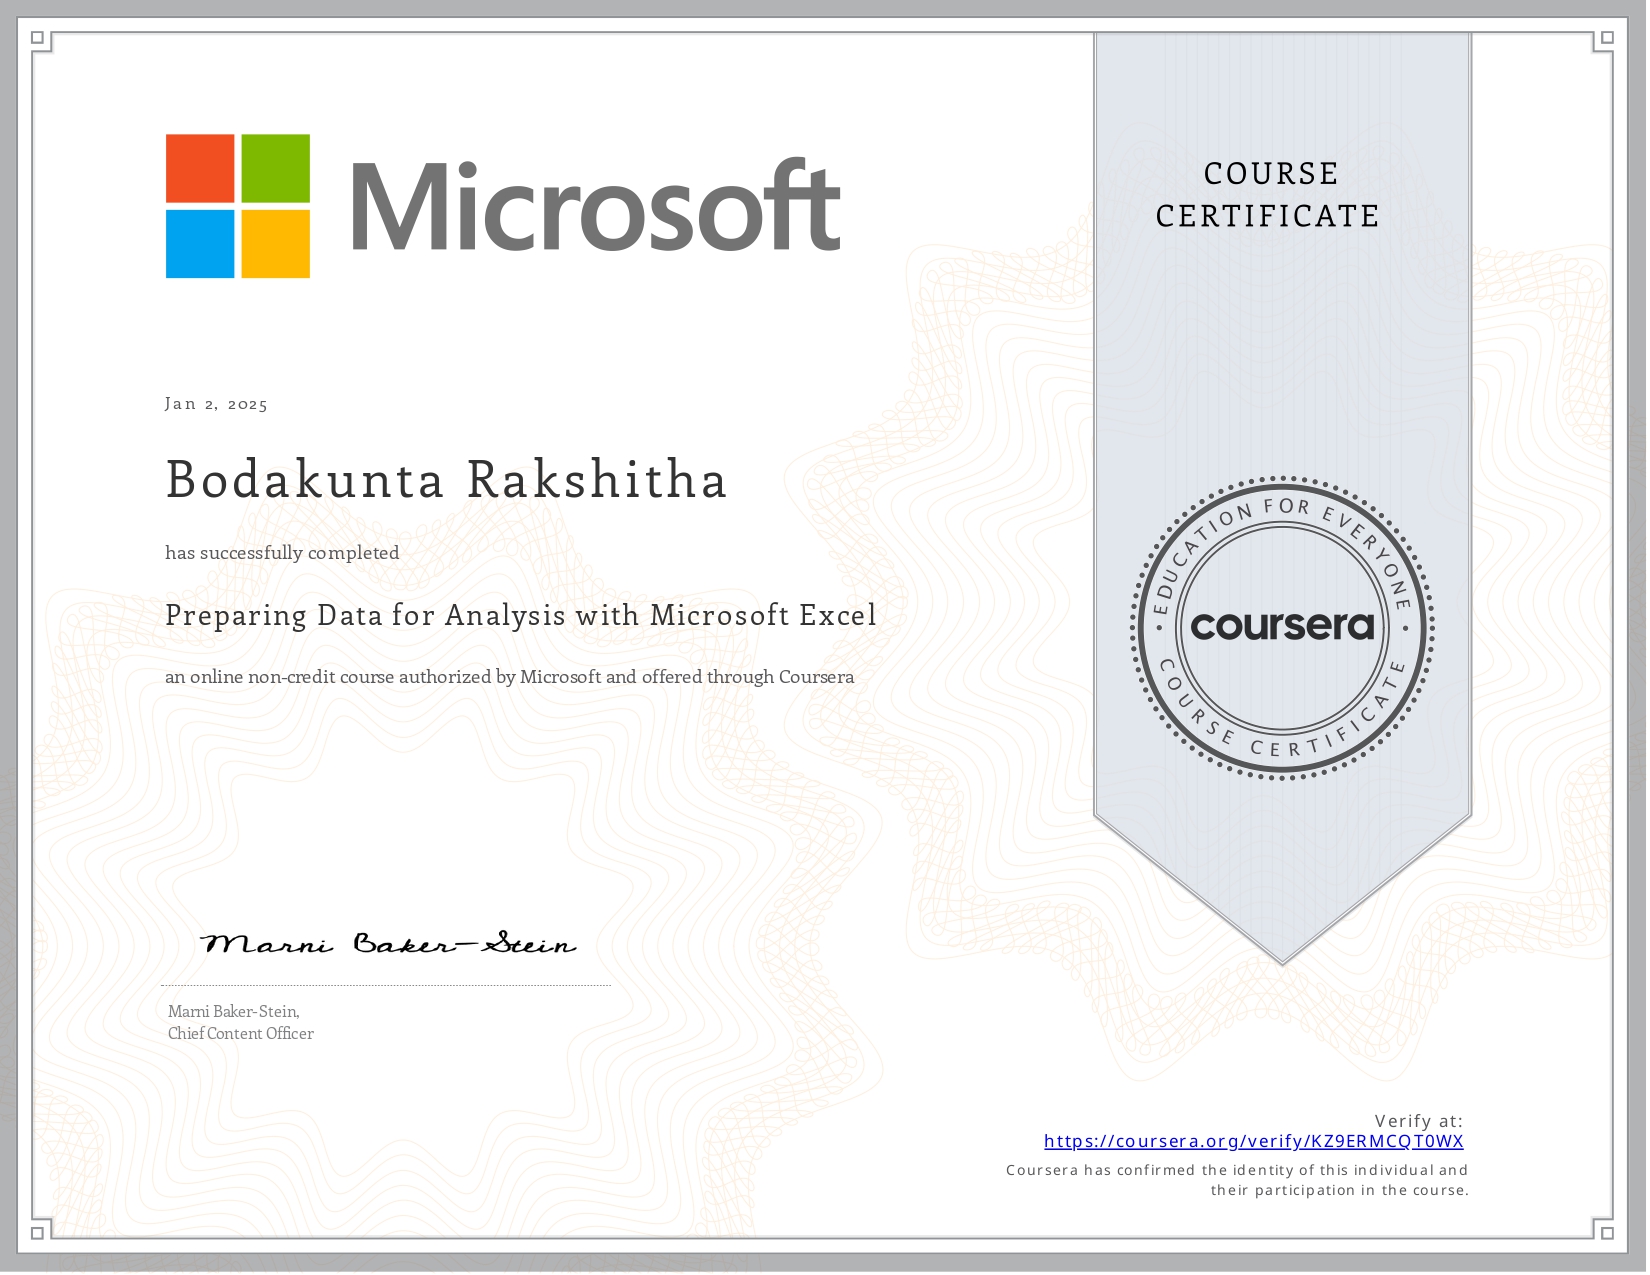 Microsoft
COURSE
CERTIFICATE
Jan 2, 2025
Bodakunta Rakshitha
has successfully completed
Preparing Data for Analysis with Microsoft Excel
an online non-credit course authorized by Microsoft and offered through Coursera
EDUCATION FOR EVERYONE
coursera
COURSE CERTIFICATE
Marni Baker-Stein
Marni Baker-Stein,
Chief Content Officer
Verify at:
https://coursera.org/verify/KZ9ERMCQT0WX
Coursera has confirmed the identity of this individual and
their participation in the course.